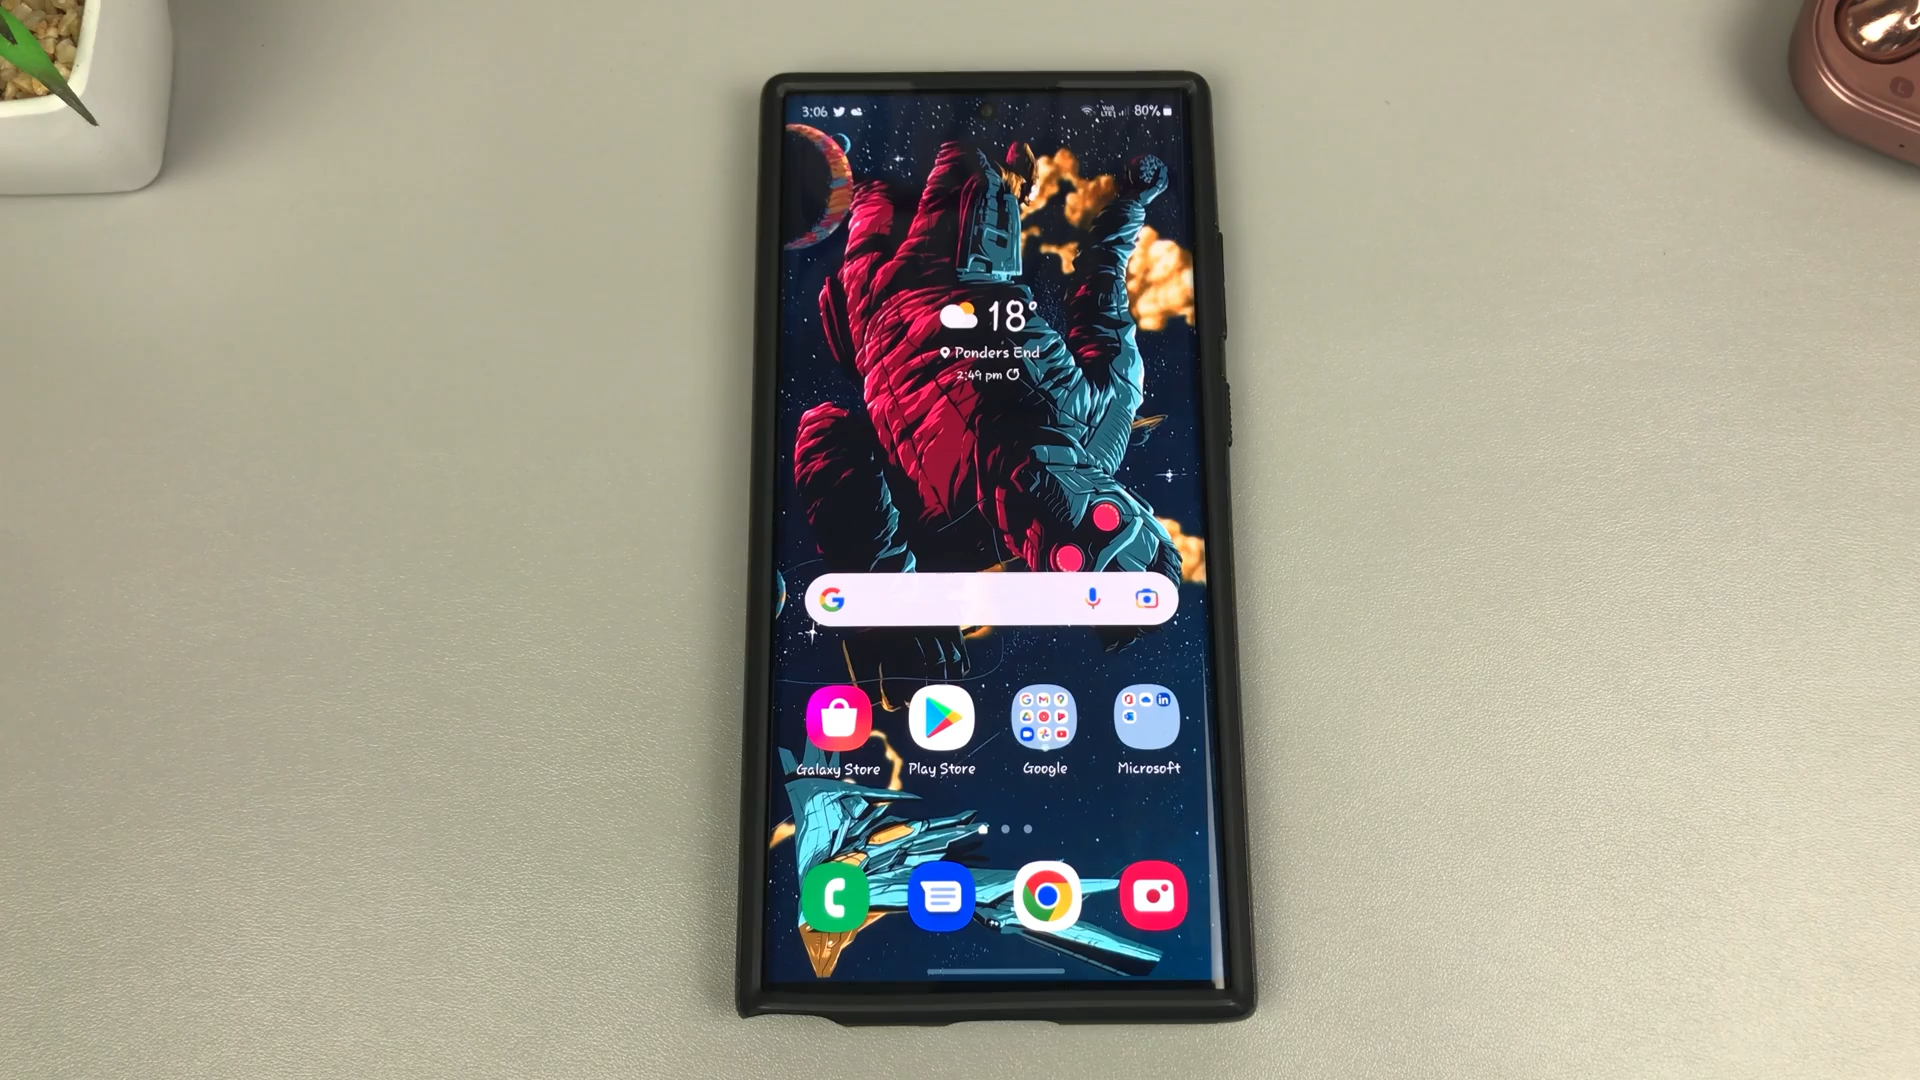 3:06
80%
18°
Ponders End
2:49 pm
Galaxy Store
Play Store
Google
Microsoft